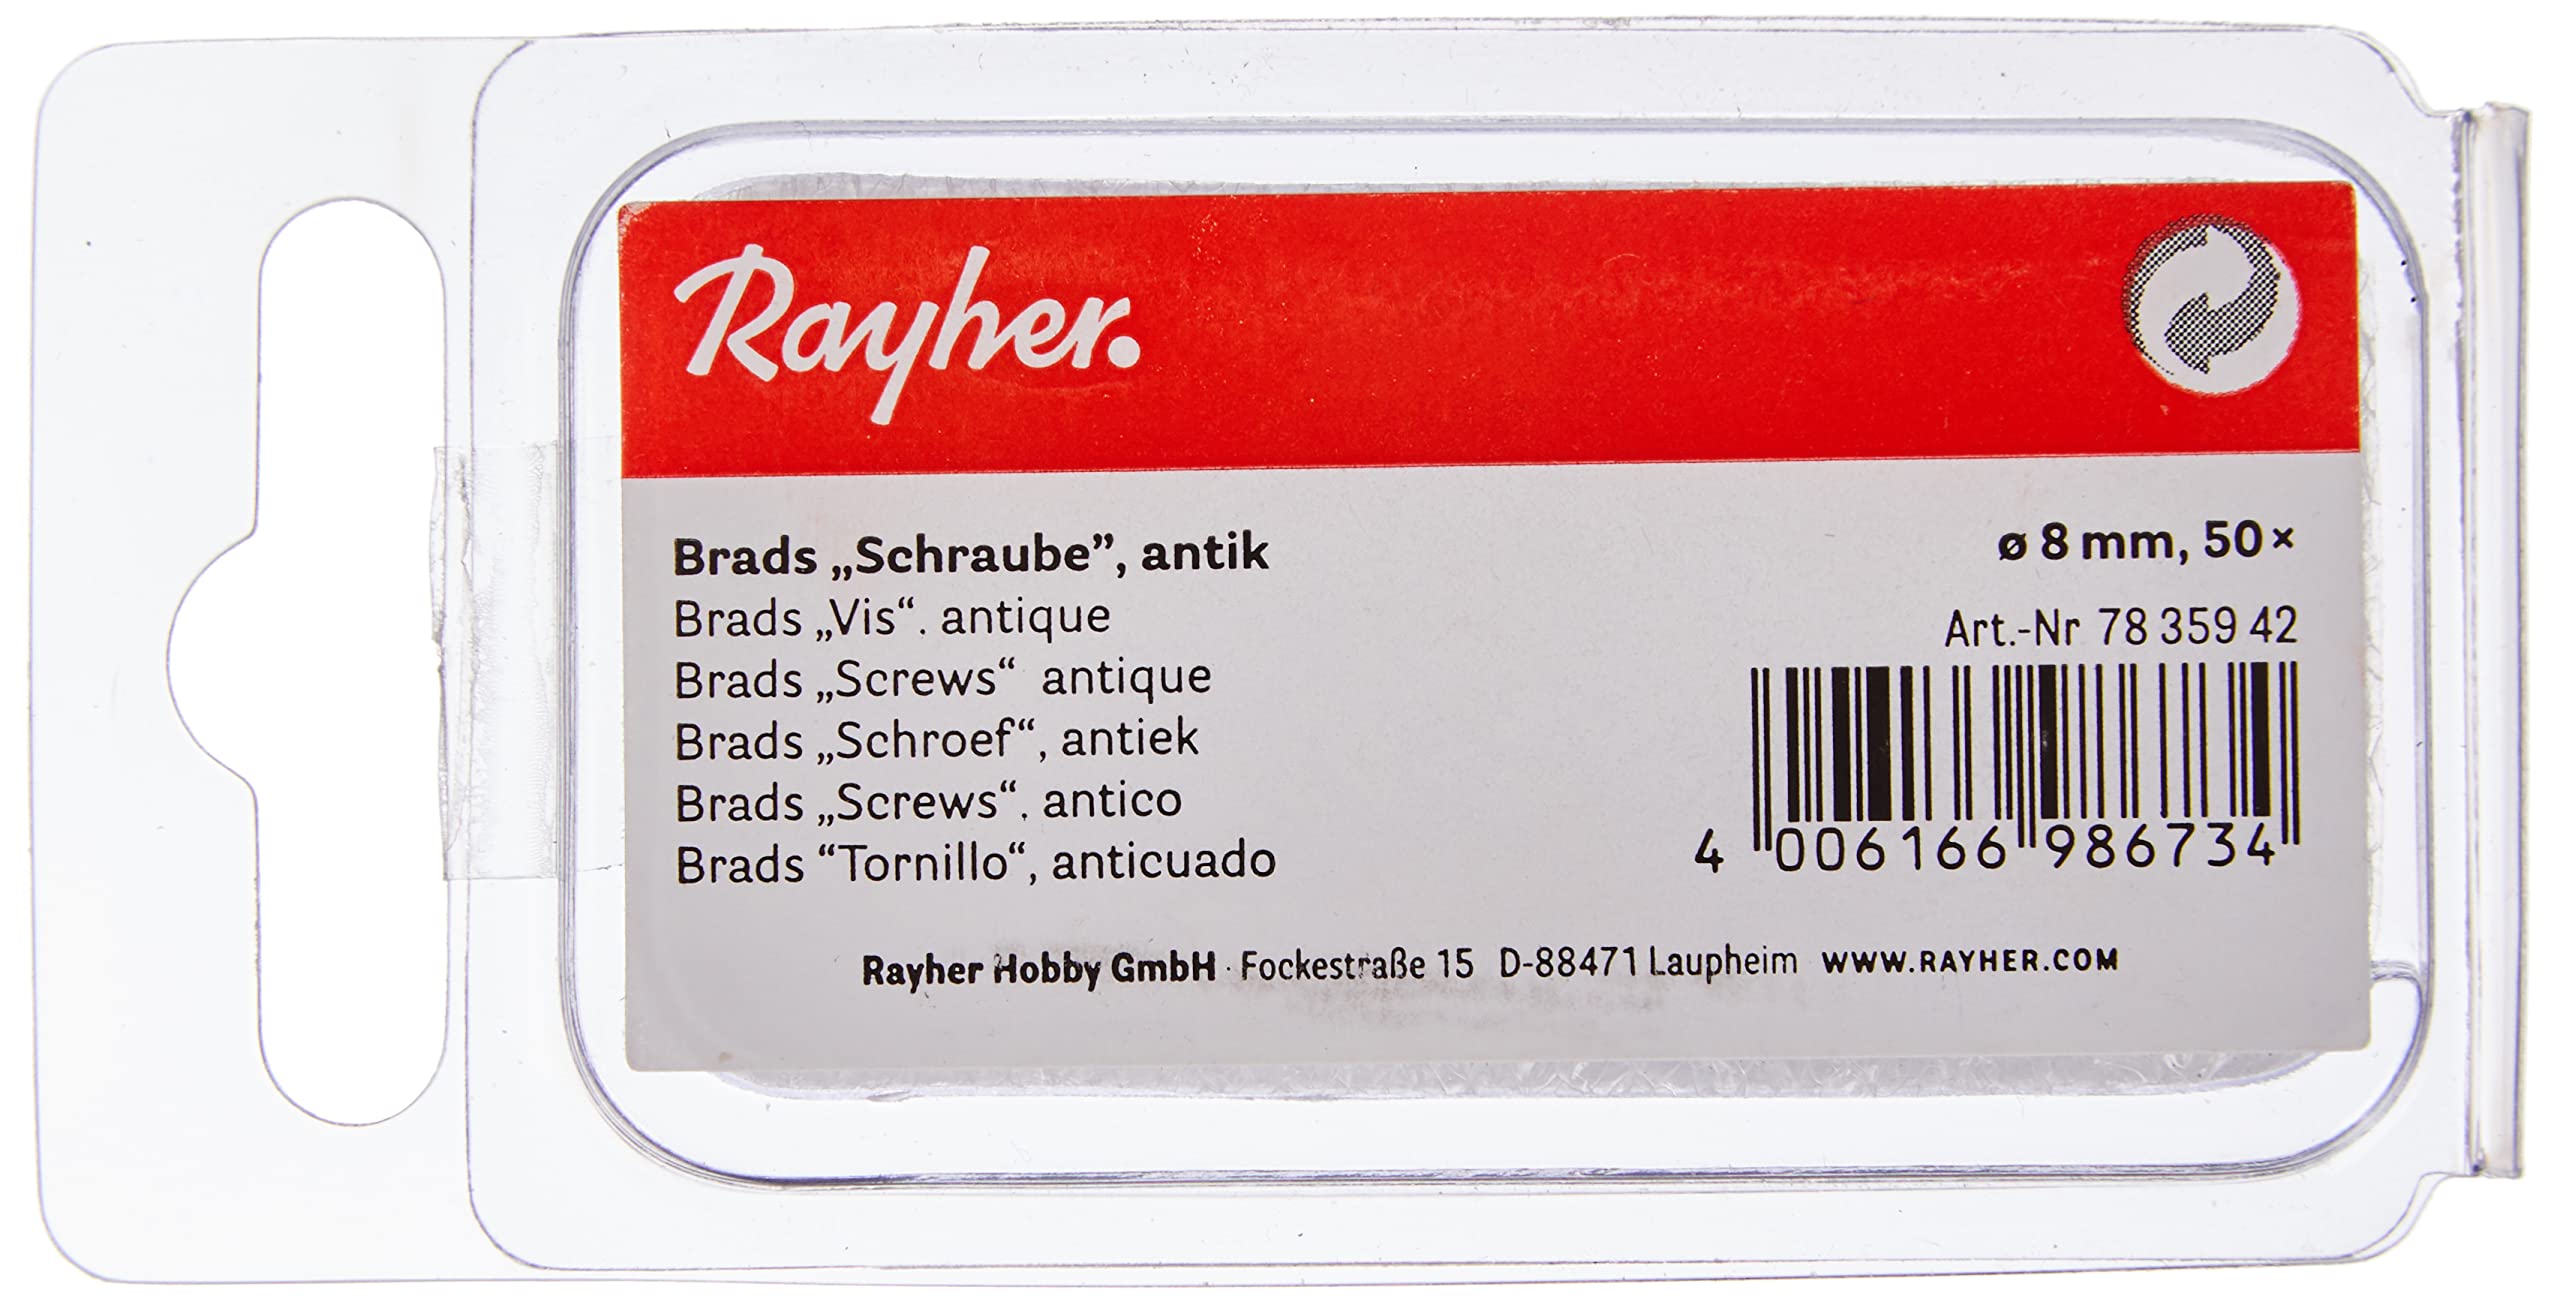 Rayher.
Brads „Schraube”, antik
Brads „Vis“. antique
Brads „Screws“ antique
Brads „Schroef“, antiek
Brads „Screws“. antico
Brads “Tornillo“, anticuado
ø 8 mm, 50×
Art.-Nr 78 359 42
4 006166 986734
Rayher Hobby GmbH · Fockestraße 15 D-88471 Laupheim WWW.RAYHER.COM